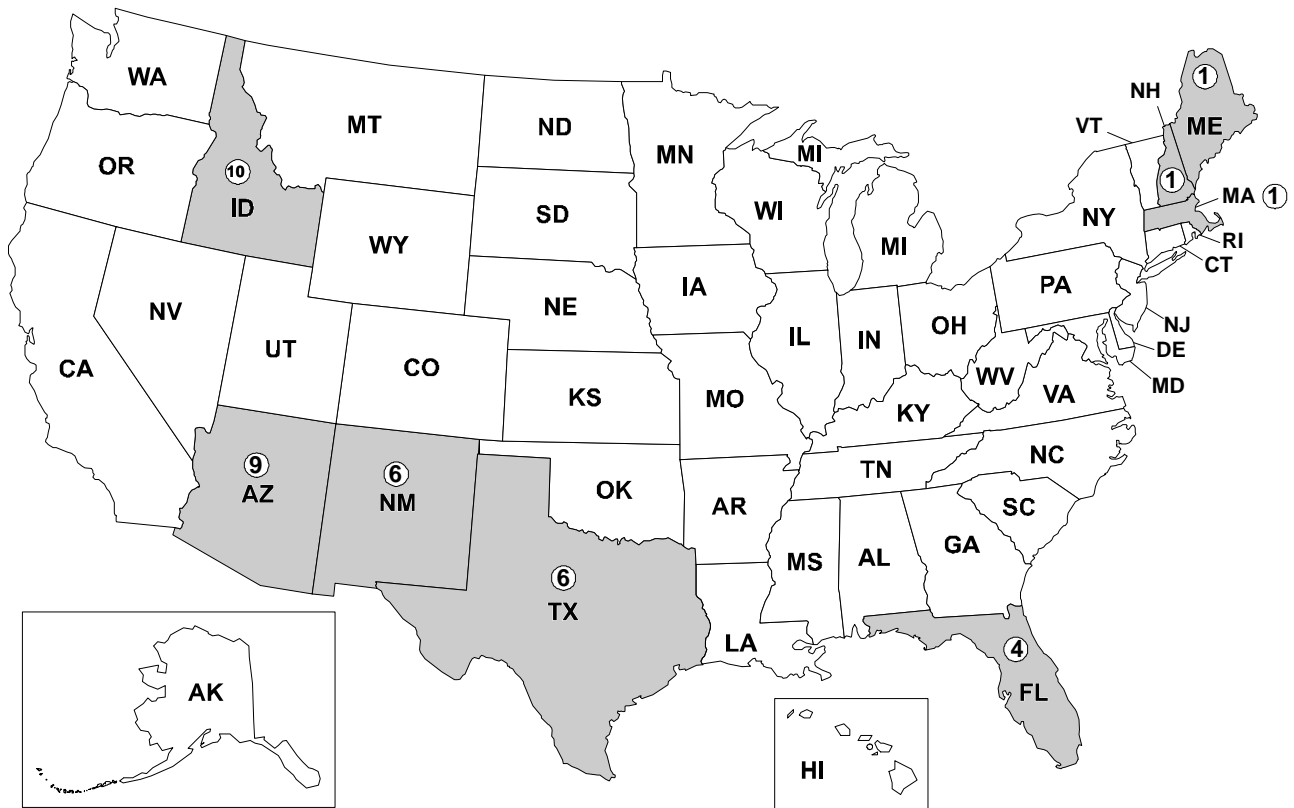 WA
MT
ND
MN
OR
ID
10
SD
WY
WI
MI
MI
NY
VT
NH
1
ME
1
MA 1
RI
CT
NJ
DE
MD
PA
IA
NE
NV
UT
CO
CA
KS
MO
IL
IN
OH
WV
VA
KY
NC
TN
SC
9
AZ
6
NM
OK
AR
MS
AL
GA
6
TX
LA
4
FL
AK
HI